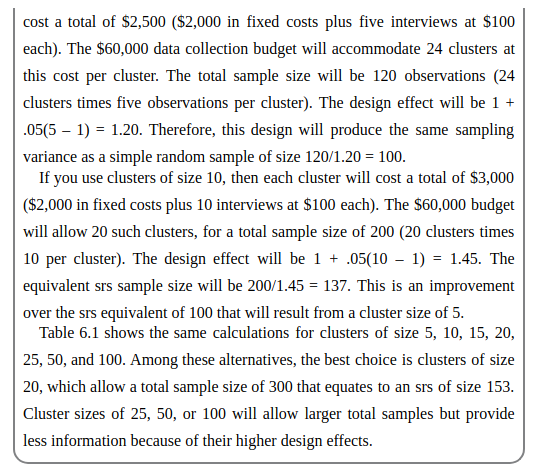 cost a total of $2,500 ($2,000 in fixed costs plus five interviews at $100
each). The $60,000 data collection budget will accommodate 24 clusters at
this cost per cluster. The total sample size will be 120 observations (24
clusters times five observations per cluster). The design effect will be 1 +
.05(5 – 1) = 1.20. Therefore, this design will produce the same sampling
variance as a simple random sample of size 120/1.20 = 100.
If you use clusters of size 10, then each cluster will cost a total of $3,000
($2,000 in fixed costs plus 10 interviews at $100 each). The $60,000 budget
will allow 20 such clusters, for a total sample size of 200 (20 clusters times
10 per cluster). The design effect will be 1 + .05(10 – 1) = 1.45. The
equivalent srs sample size will be 200/1.45 = 137. This is an improvement
over the srs equivalent of 100 that will result from a cluster size of 5.
Table 6.1 shows the same calculations for clusters of size 5, 10, 15, 20,
25, 50, and 100. Among these alternatives, the best choice is clusters of size
20, which allow a total sample size of 300 that equates to an srs of size 153.
Cluster sizes of 25, 50, or 100 will allow larger total samples but provide
less information because of their higher design effects.